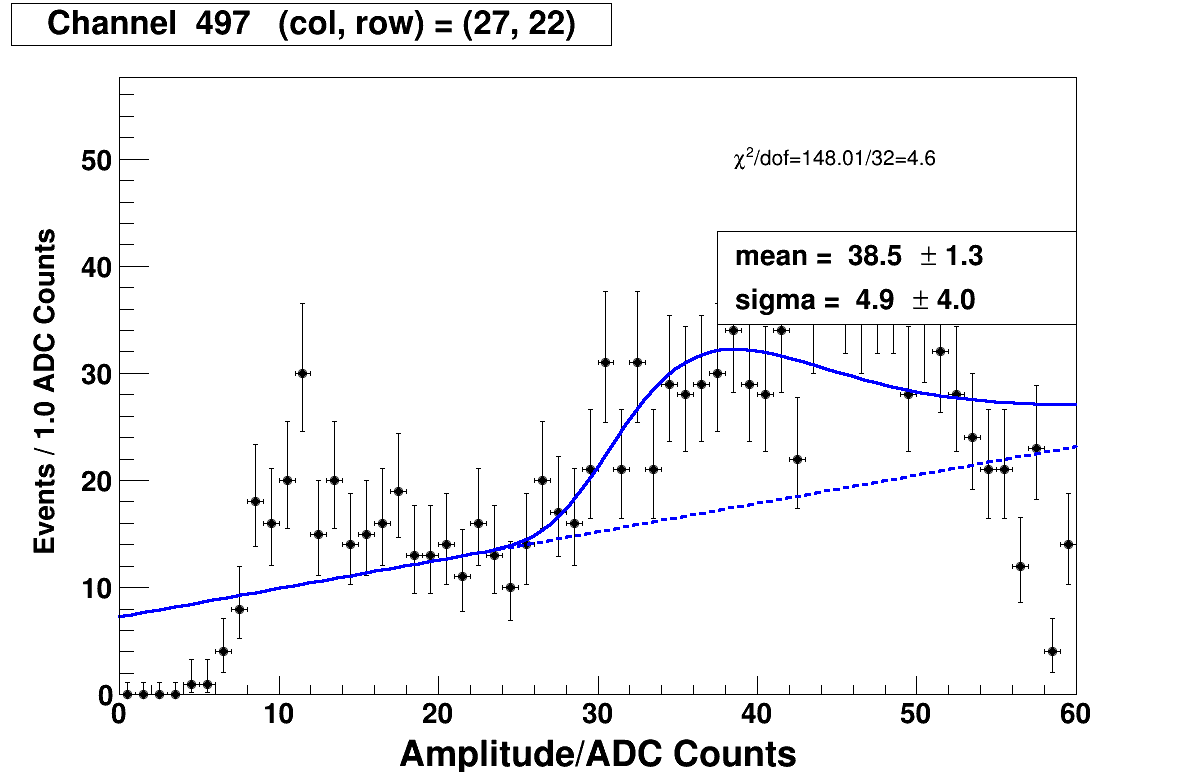 Channel 497 (col, row) = (27, 22)
χ²/dof=148.01/32=4.6
mean = 38.5 ± 1.3
sigma = 4.9 ± 4.0
Events / 1.0 ADC Counts
50
40
30
20
10
0
0 10 20 30 40 50 60
Amplitude/ADC Counts